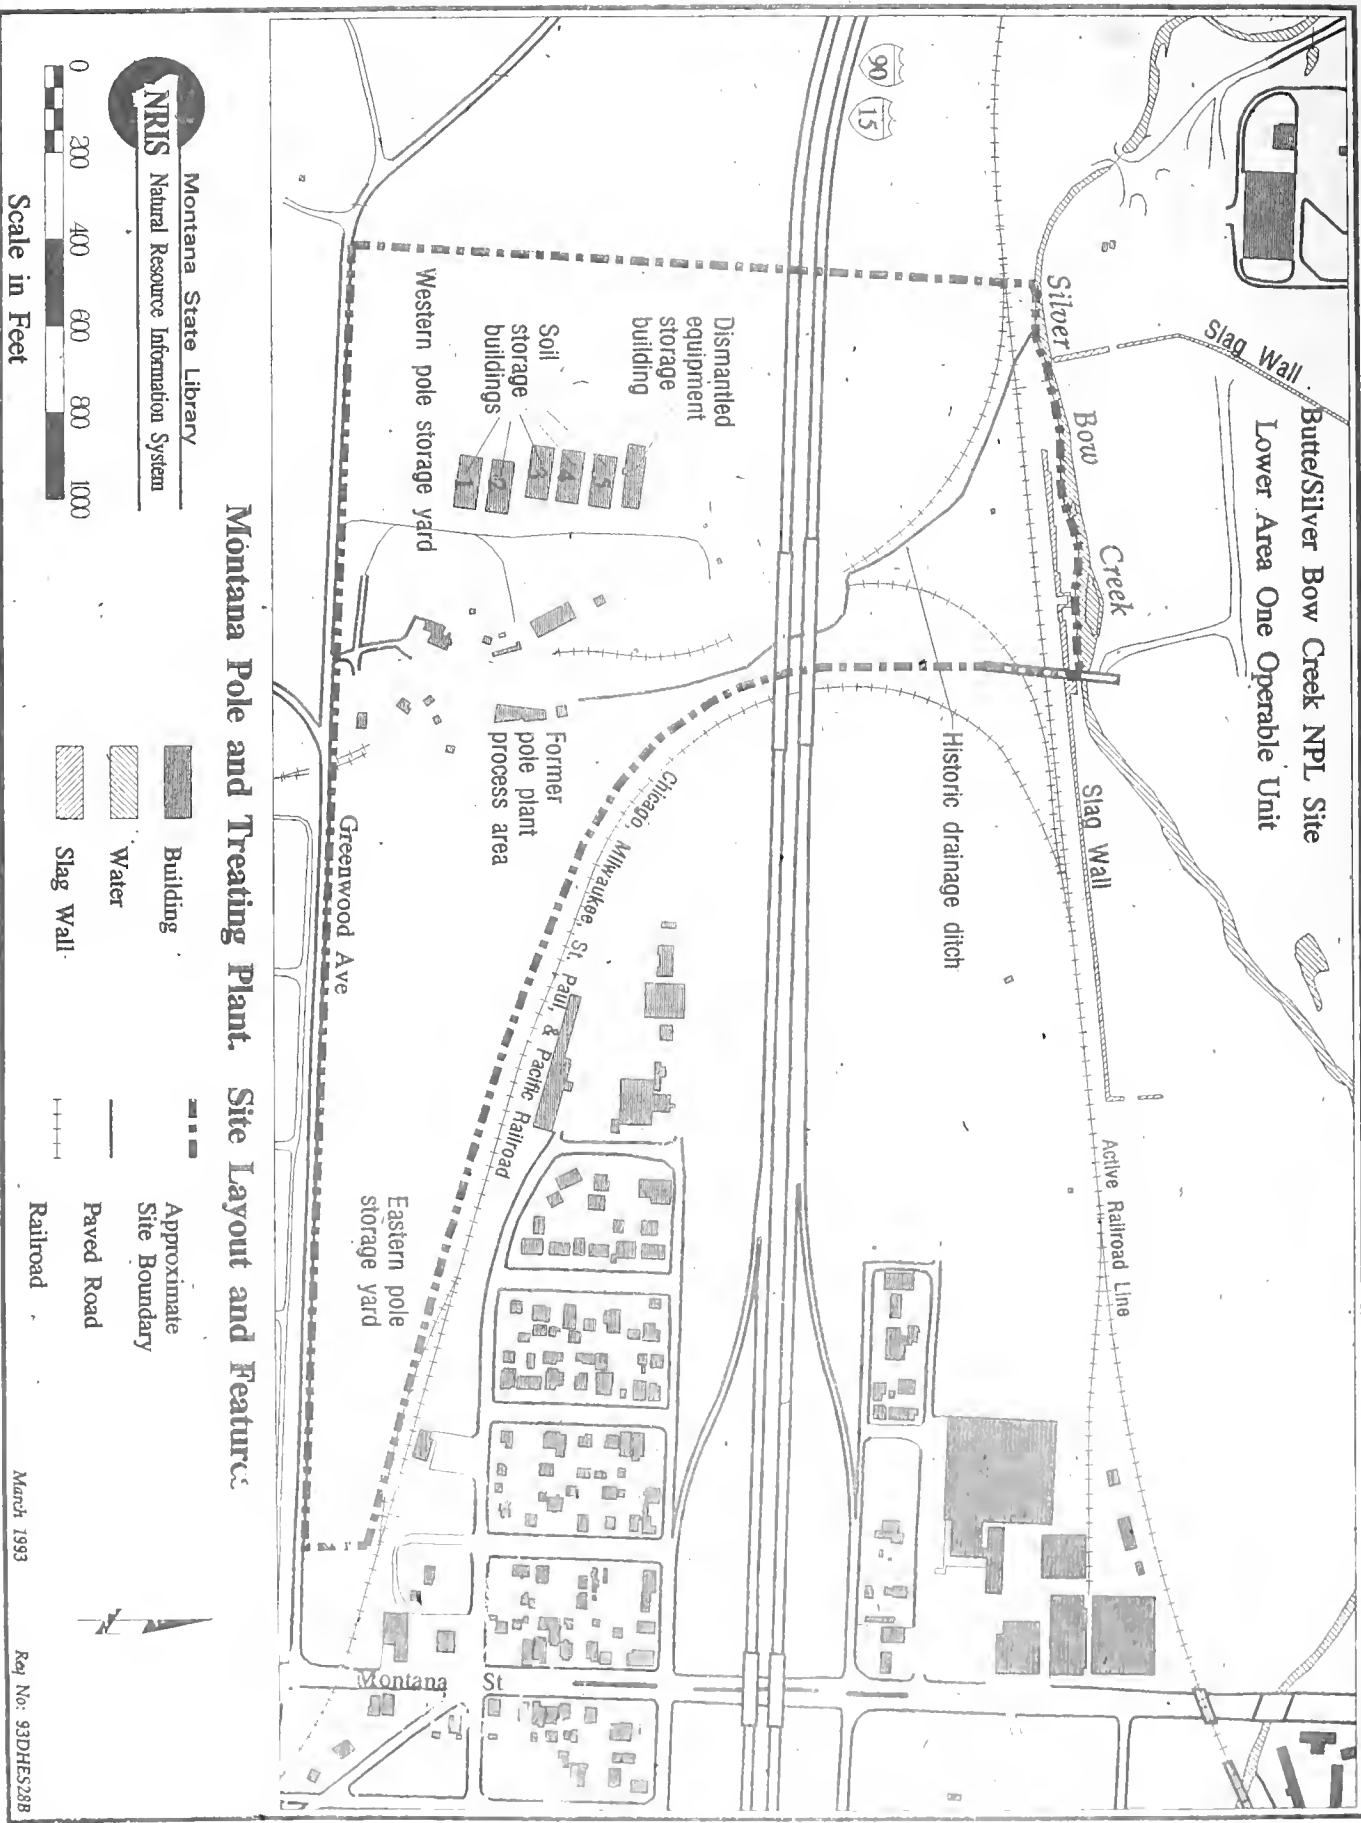 Butte/Silver Bow Creek NPL Site
Lower Area One Operable Unit
Slag Wall
Silver
Bow
Creek
Slag Wall
Active Railroad Line
90
15
Historic drainage ditch
Dismantled
equipment
storage
building
Soil
storage
buildings
1
2
3
4
5
Western pole storage yard
Former
pole plant
process area
Chicago, Milwaukee, St. Paul, & Pacific Railroad
Eastern pole
storage yard
Greenwood Ave
Montana St
Montana Pole and Treating Plant. Site Layout and Features
Montana State Library
NRIS Natural Resource Information System
0 200 400 600 800 1000
Scale in Feet
Building
Water
Slag Wall
Approximate
Site Boundary
Paved Road
Railroad
N
March 1993
Req No: 93DHES28B